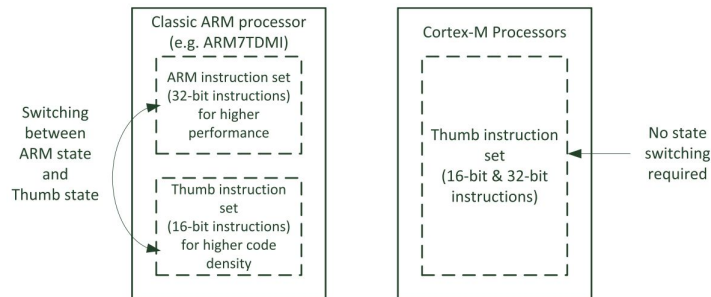 Classic ARM processor
(e.g. ARM7TDMI)
ARM instruction set
(32-bit instructions)
for higher
performance
Switching
between
ARM state
and
Thumb state
Thumb instruction
set
(16-bit instructions)
for higher code
density
Cortex-M Processors
Thumb instruction
set
(16-bit & 32-bit
instructions)
No state
switching
required